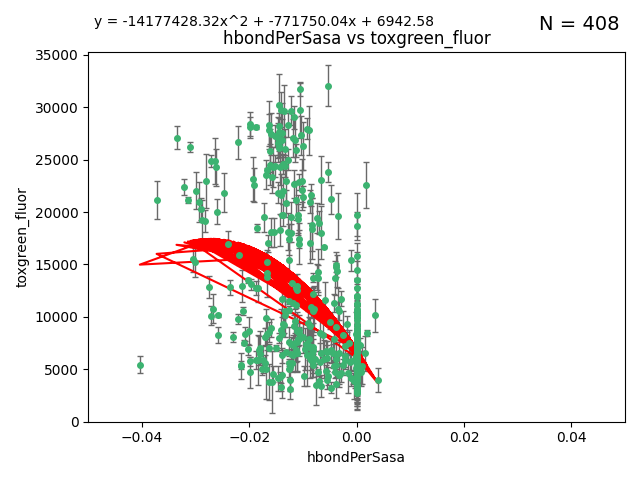 y = -14177428.32x^2 + -771750.04x + 6942.58
N = 408
hbondPerSasa vs toxgreen_fluor
35000
30000
25000
20000
15000
10000
5000
0
toxgreen_fluor
−0.04
−0.02
0.00
0.02
0.04
hbondPerSasa